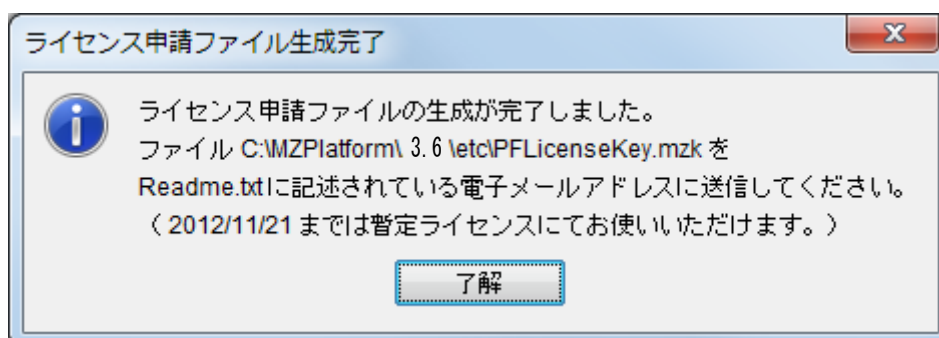 ライセンス申請ファイル生成完了
ライセンス申請ファイルの生成が完了しました。
ファイル C:\MZPlatform\ 3.6 \etc\PFLicenseKey.mzk を
Readme.txtに記述されている電子メールアドレスに送信してください。
（ 2012/11/21 までは暫定ライセンスにてお使いいただけます。）
了解